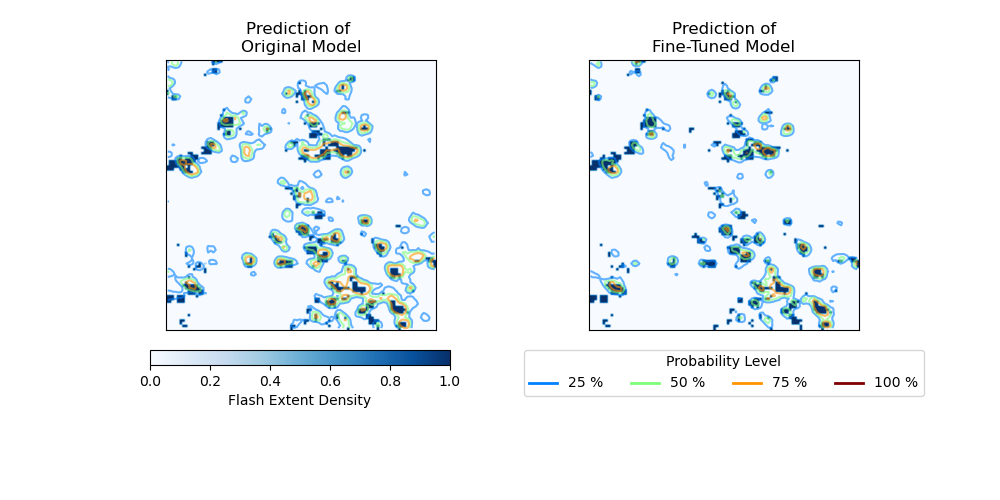 Prediction of
Original Model
Prediction of
Fine-Tuned Model
0.0 0.2 0.4 0.6 0.8 1.0
Flash Extent Density
Probability Level
25 % 50 % 75 % 100 %